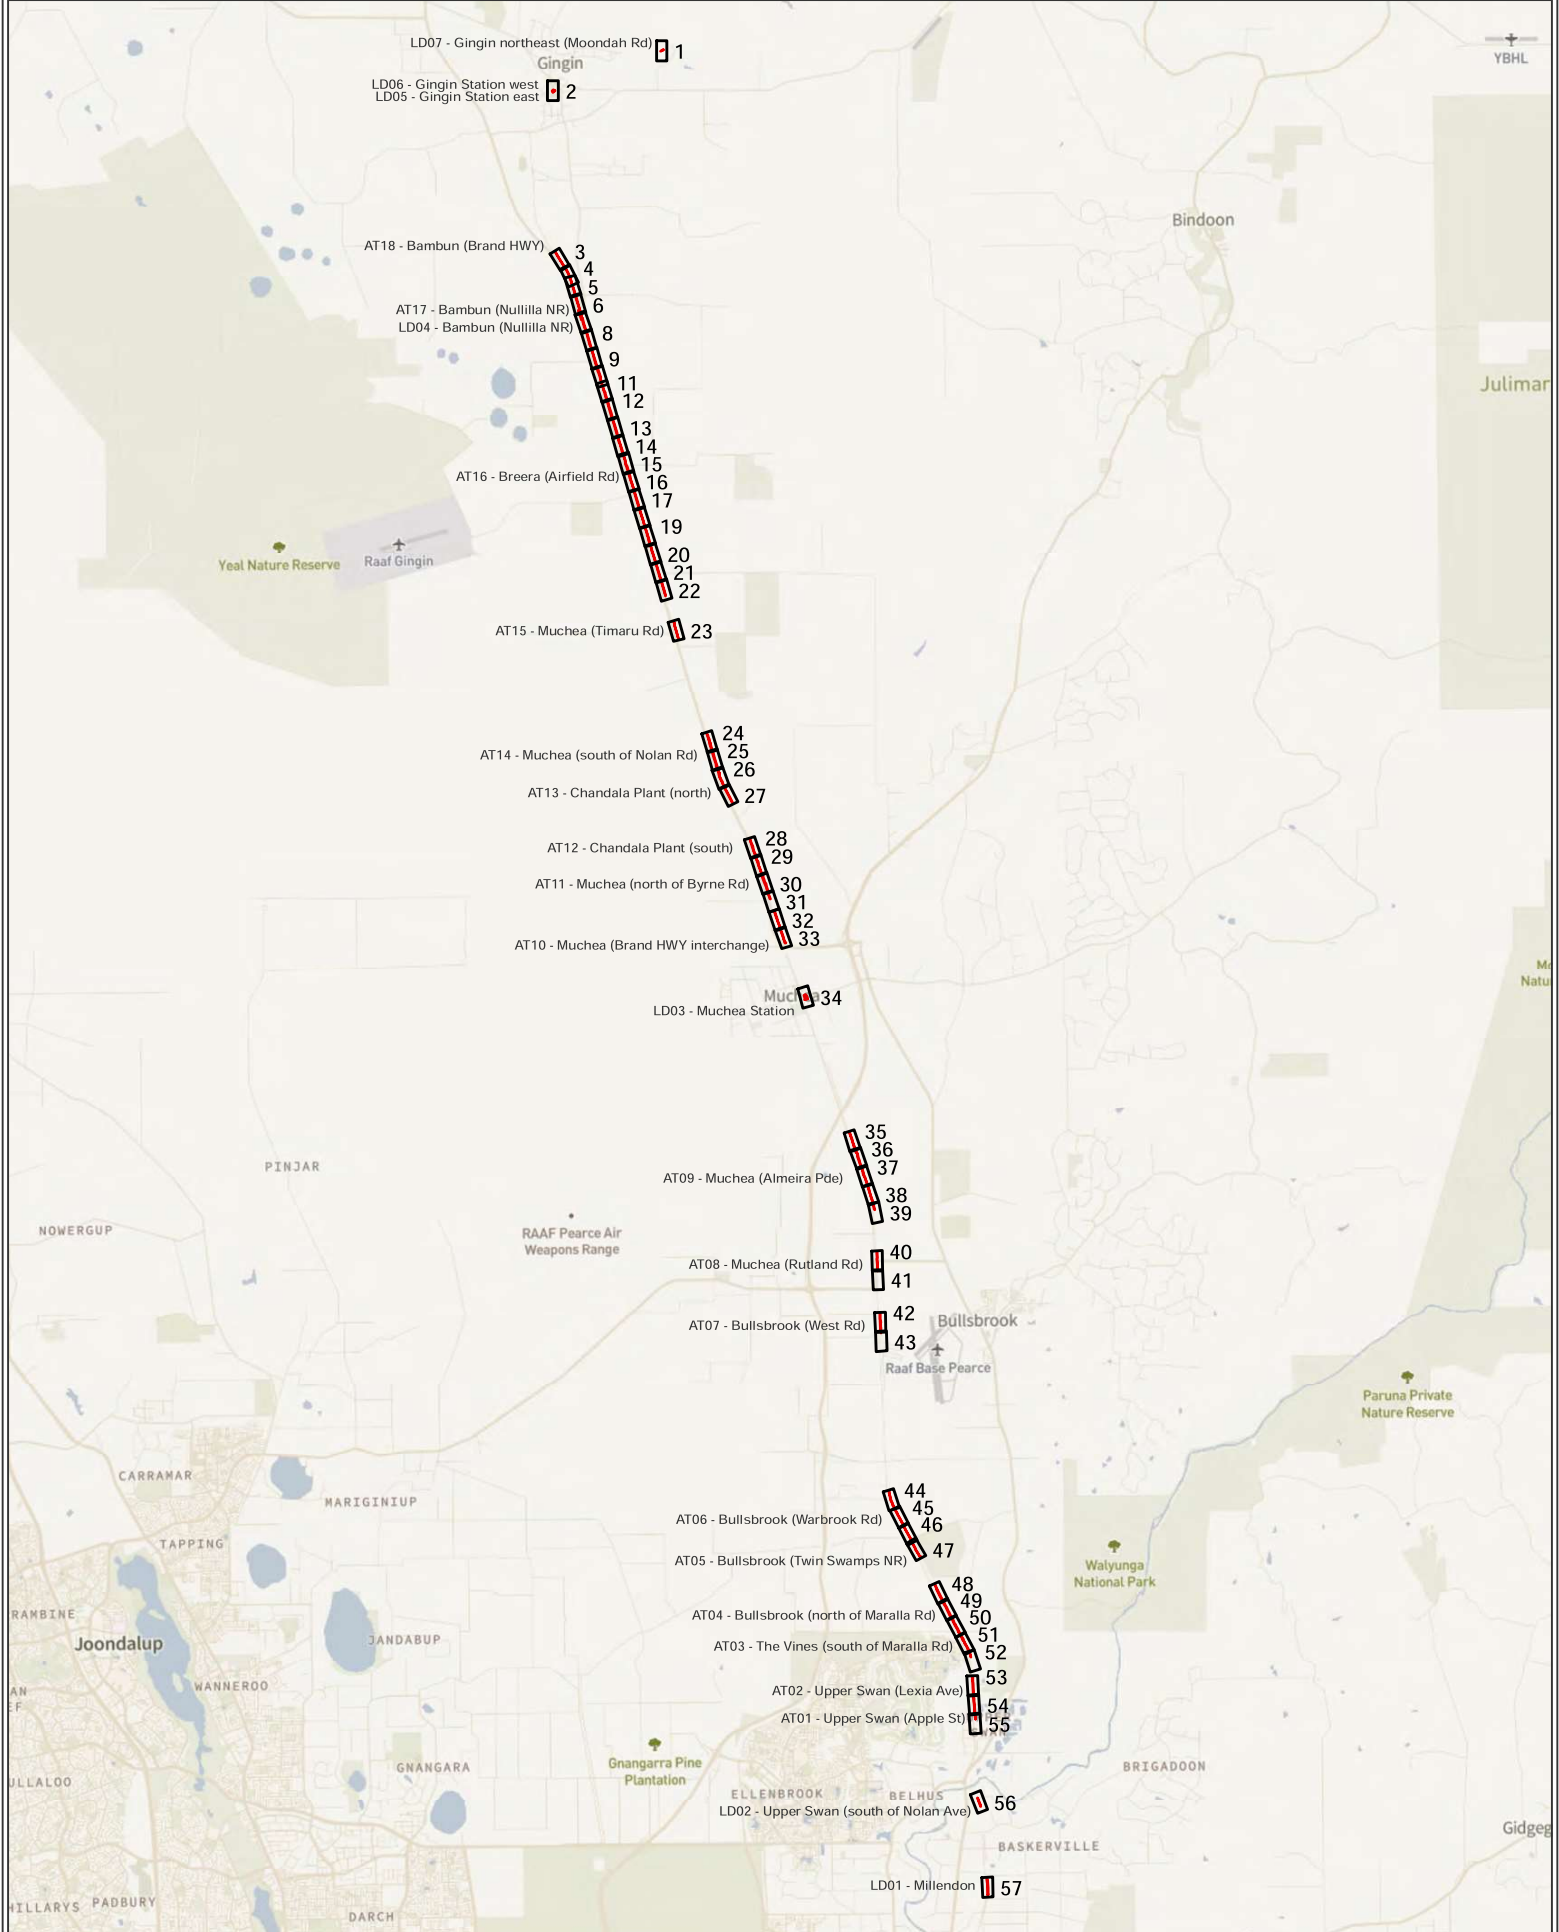 LD07 - Gingin northeast (Moondah Rd)
1
YBHL
Gingin
LD06 - Gingin Station west
LD05 - Gingin Station east
2
Bindoon
AT18 - Bambun (Brand HWY)
3
4
5
6
AT17 - Bambun (Nullilla NR)
LD04 - Bambun (Nullilla NR)
8
9
11
12
Julimar
13
14
15
AT16 - Breera (Airfield Rd)
16
17
19
20
21
22
Yeal Nature Reserve
Raaf Gingin
AT15 - Muchea (Timaru Rd)
23
24
AT14 - Muchea (south of Nolan Rd)
25
26
AT13 - Chandala Plant (north)
27
28
AT12 - Chandala Plant (south)
29
AT11 - Muchea (north of Byrne Rd)
30
31
32
AT10 - Muchea (Brand HWY interchange)
33
Natu
34
LD03 - Muchea Station
35
36
37
AT09 - Muchea (Almeira Pde)
38
39
PINJAR
NOWERGUP
RAAF Pearce Air
Weapons Range
40
AT08 - Muchea (Rutland Rd)
41
42
AT07 - Bullsbrook (West Rd)
43
Bullsbrook
Raaf Base Pearce
Paruna Private
Nature Reserve
CARRAMAR
MARIGINIUP
TAPPING
44
45
AT06 - Bullsbrook (Warbrook Rd)
46
47
AT05 - Bullsbrook (Twin Swamps NR)
Walyunga
National Park
48
49
AT04 - Bullsbrook (north of Maralla Rd)
50
51
AT03 - The Vines (south of Maralla Rd)
52
RAMBINE
Joondalup
JANDABUP
WANNEROO
AN
EF
53
AT02 - Upper Swan (Lexia Ave)
54
AT01 - Upper Swan (Apple St)
55
Gnangarra Pine
Plantation
GNANGARA
ULLALOO
BRIGADOON
ELLENBROOK
BELHUS
56
LD02 - Upper Swan (south of Nolan Ave)
Gidgeg
BASKERVILLE
LD01 - Millendon
57
HILLARYS
PADBURY
DARCH